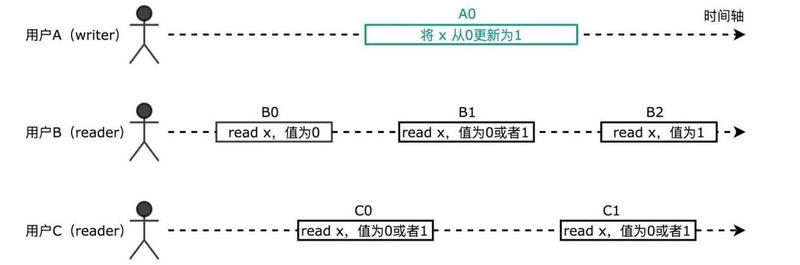 A0
时间轴
用户A（writer）
将 x 从0更新为1
B0
B1
B2
用户B（reader）
read x，值为0
read x，值为0或者1
read x，值为1
C0
C1
用户C（reader）
read x，值为0或者1
read x，值为0或者1